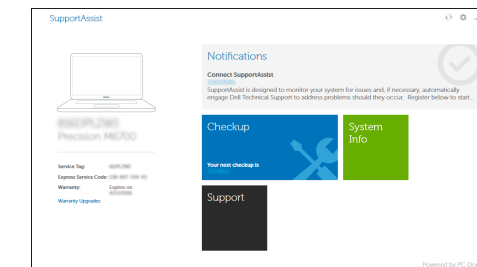 SupportAssist
Notifications
Connect SupportAssist
SupportAssist is designed to monitor your system for issues and, if necessary, automatically
engage Dell Technical Support to address problems should they occur. Register below to start...
Precision M6700
Checkup
System
Info
Your next checkup is
Service Tag:
Express Service Code:
Warranty: Expires on
Warranty Upgrades
Support
Powered by PC-Doc